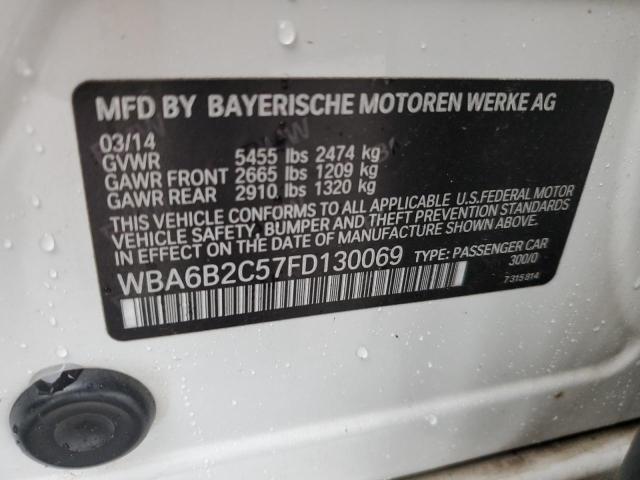 MFD BY BAYERISCHE MOTOREN WERKE AG
03/14
GVWR 5455 lbs 2474 kg
GAWR FRONT 2665 lbs 1209 kg
GAWR REAR 2910 lbs 1320 kg
THIS VEHICLE CONFORMS TO ALL APPLICABLE U.S.FEDERAL MOTOR
VEHICLE SAFETY, BUMPER AND THEFT PREVENTION STANDARDS
IN EFFECT ON THE DATE OF MANUFACTURE SHOWN ABOVE.
WBA6B2C57FD130069 TYPE: PASSENGER CAR
300/0
7315814